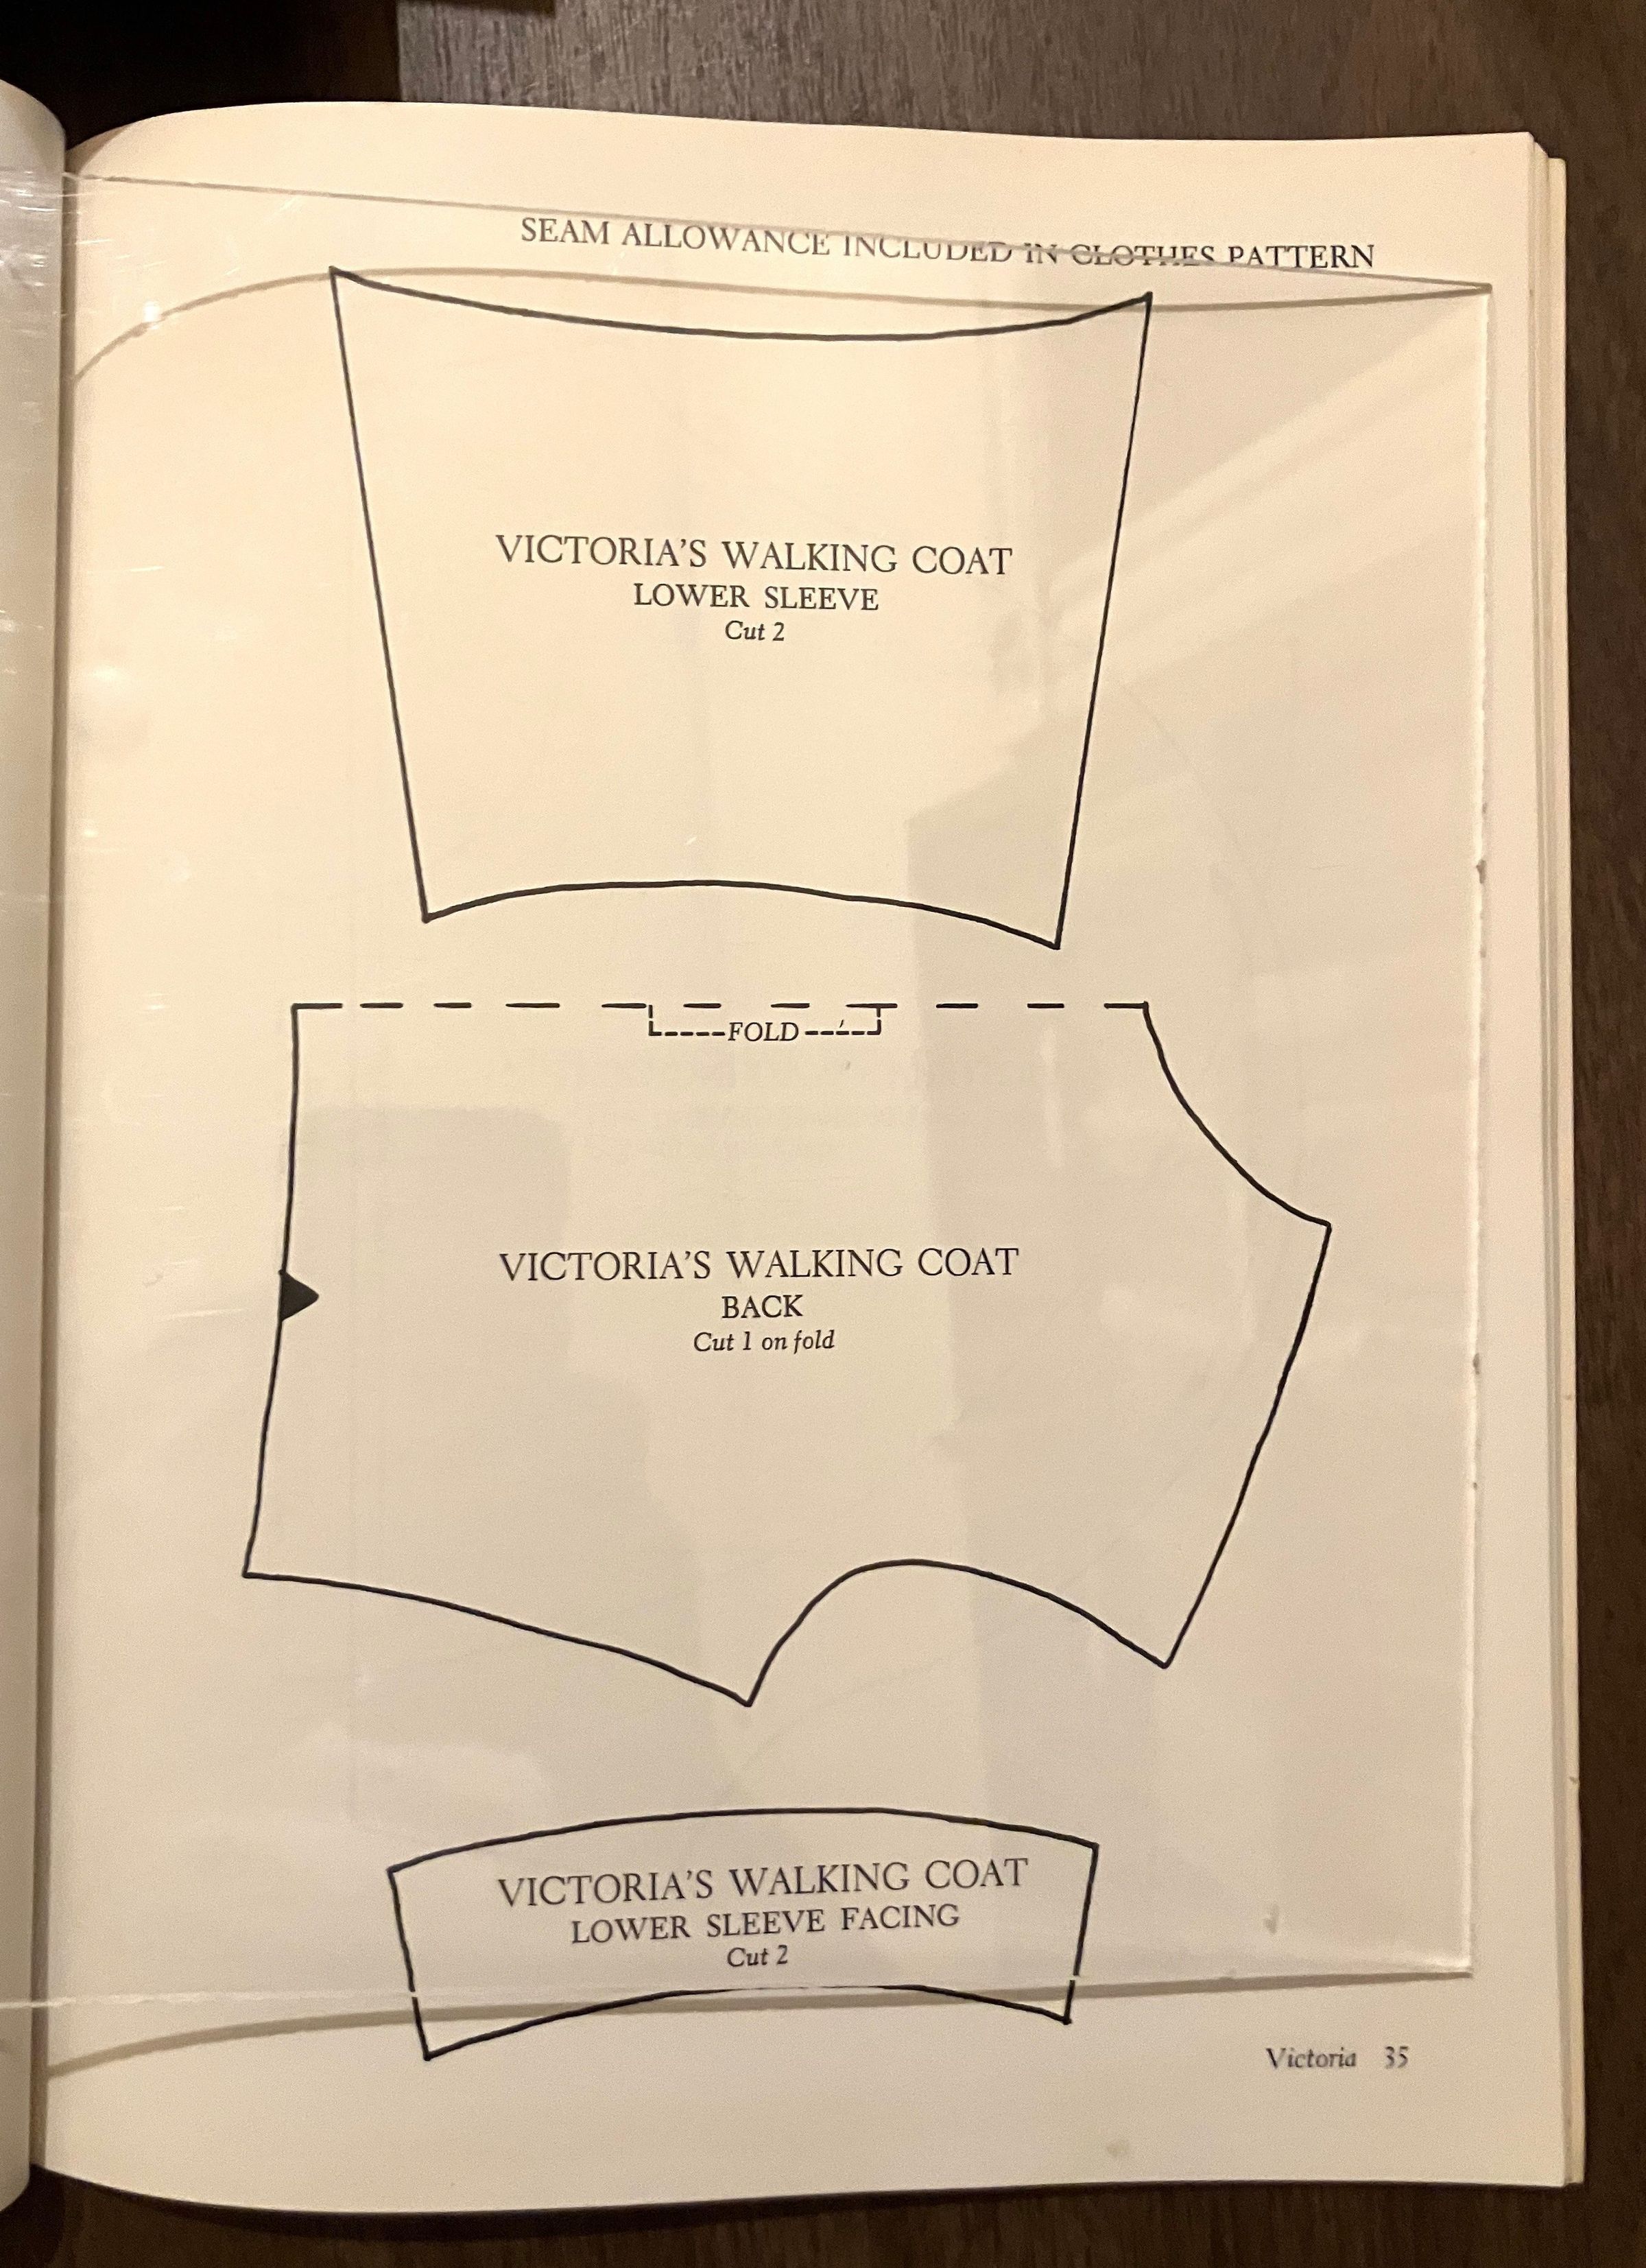 SEAM ALLOWANCE INCLUDED IN CLOTHES PATTERN
VICTORIA'S WALKING COAT
LOWER SLEEVE
Cut 2
FOLD
VICTORIA'S WALKING COAT
BACK
Cut 1 on fold
VICTORIA'S WALKING COAT
LOWER SLEEVE FACING
Cut 2
Victoria 35